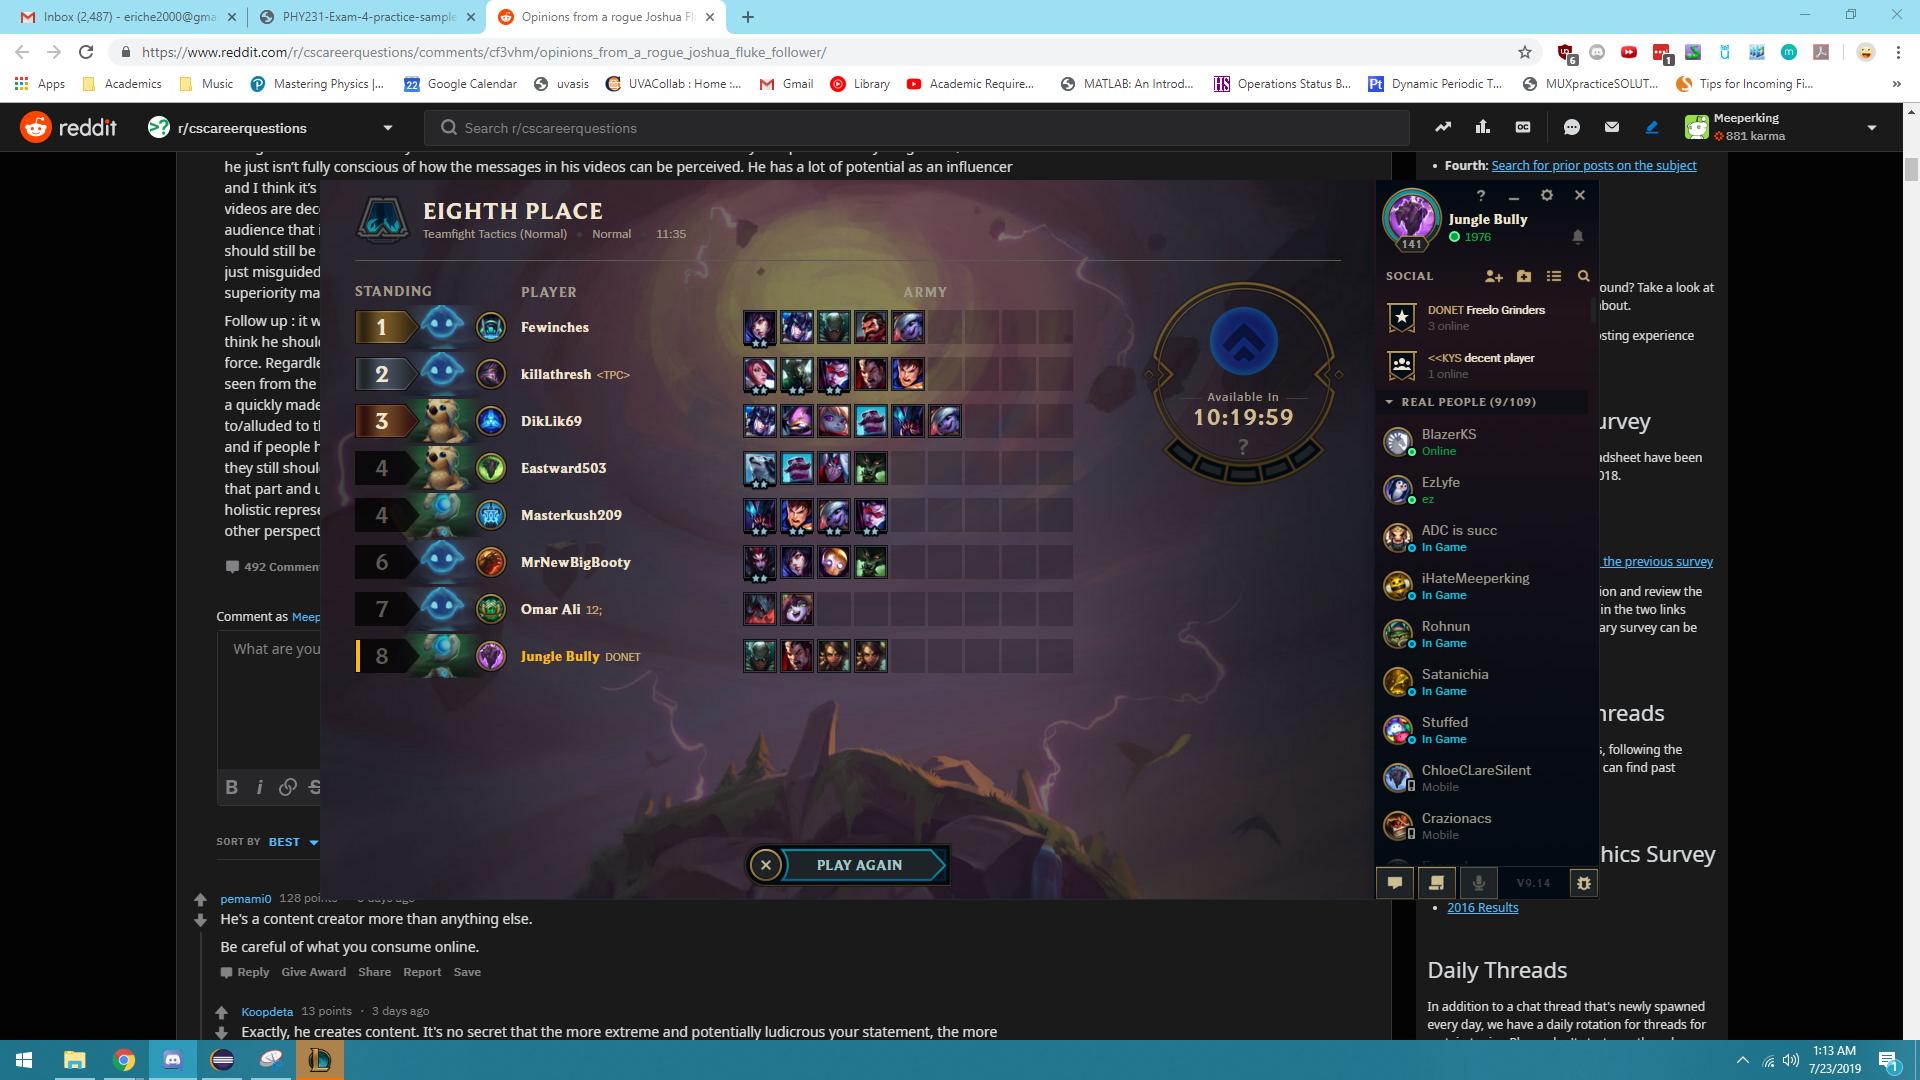 Inbox (2,487) - eriche2000@gma
PHY231-Exam-4-practice-sample
Opinions from a rogue Joshua Fl
https://www.reddit.com/r/cscareerquestions/comments/cf3vhm/opinions_from_a_rogue_joshua_fluke_follower/
6
1
Apps
Academics
Music
Mastering Physics |...
22
Google Calendar
uvasis
UVACollab : Home :...
Gmail
Library
Academic Require...
MATLAB: An Introd...
HS
Operations Status B...
Pt
Dynamic Periodic T...
MUXpracticeSOLUT...
Tips for Incoming Fi...
»
reddit
r/cscareerquestions
Search r/cscareerquestions
Meeperking
881 karma
he just isn't fully conscious of how the messages in his videos can be perceived. He has a lot of potential as an influencer
and I think it's
videos are dec
audience that i
should still be
just misguided
superiority ma
Follow up : it w
think he shoul
force. Regardle
seen from the
a quickly made
to/alluded to th
and if people h
they still shoul
that part and u
holistic represe
other perspect
492 Commen
Comment as Meep
What are you
B i S
SORT BY BEST
EIGHTH PLACE
Teamfight Tactics (Normal) • Normal • 11:35
STANDING PLAYER ARMY
1 Fewinches
2 killathresh <TPC>
3 DikLik69
4 Eastward503
4 Masterkush209
6 MrNewBigBooty
7 Omar Ali 12;
8 Jungle Bully DONET
Available In
10:19:59
?
PLAY AGAIN
?
Jungle Bully
1976
141
SOCIAL
DONET Freelo Grinders
3 online
<<KYS decent player
1 online
REAL PEOPLE (9/109)
BlazerKS
Online
EzLyfe
ez
ADC is succ
In Game
iHateMeeperking
In Game
Rohnun
In Game
Satanichia
In Game
Stuffed
In Game
ChloeCLareSilent
Mobile
Crazionacs
Mobile
V9.14
• Fourth: Search for prior posts on the subject
ound? Take a look at
bout.
sting experience
urvey
adsheet have been
018.
the previous survey
ion and review the
in the two links
ary survey can be
hreads
s, following the
can find past
hics Survey
• 2016 Results
Daily Threads
In addition to a chat thread that's newly spawned
every day, we have a daily rotation for threads for
pemami0 128 points
He's a content creator more than anything else.
Be careful of what you consume online.
Reply Give Award Share Report Save
Koopdeta 13 points · 3 days ago
Exactly, he creates content. It's no secret that the more extreme and potentially ludicrous your statement, the more
1:13 AM
7/23/2019
1